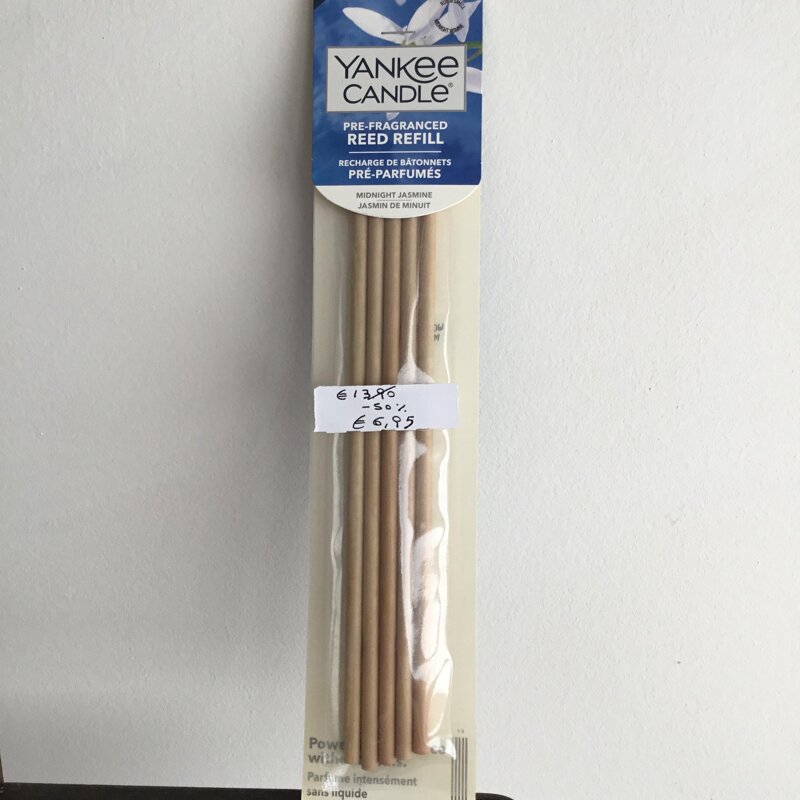 YANKEE
CANDLE®
PRE-FRAGRANCED
REED REFILL
RECHARGE DE BÂTONNETS
PRÉ-PARFUMÉS
MIDNIGHT JASMINE
JASMIN DE MINUIT
€ 13,90
-50%
€ 6,95
Parfume intensément
sans liquide